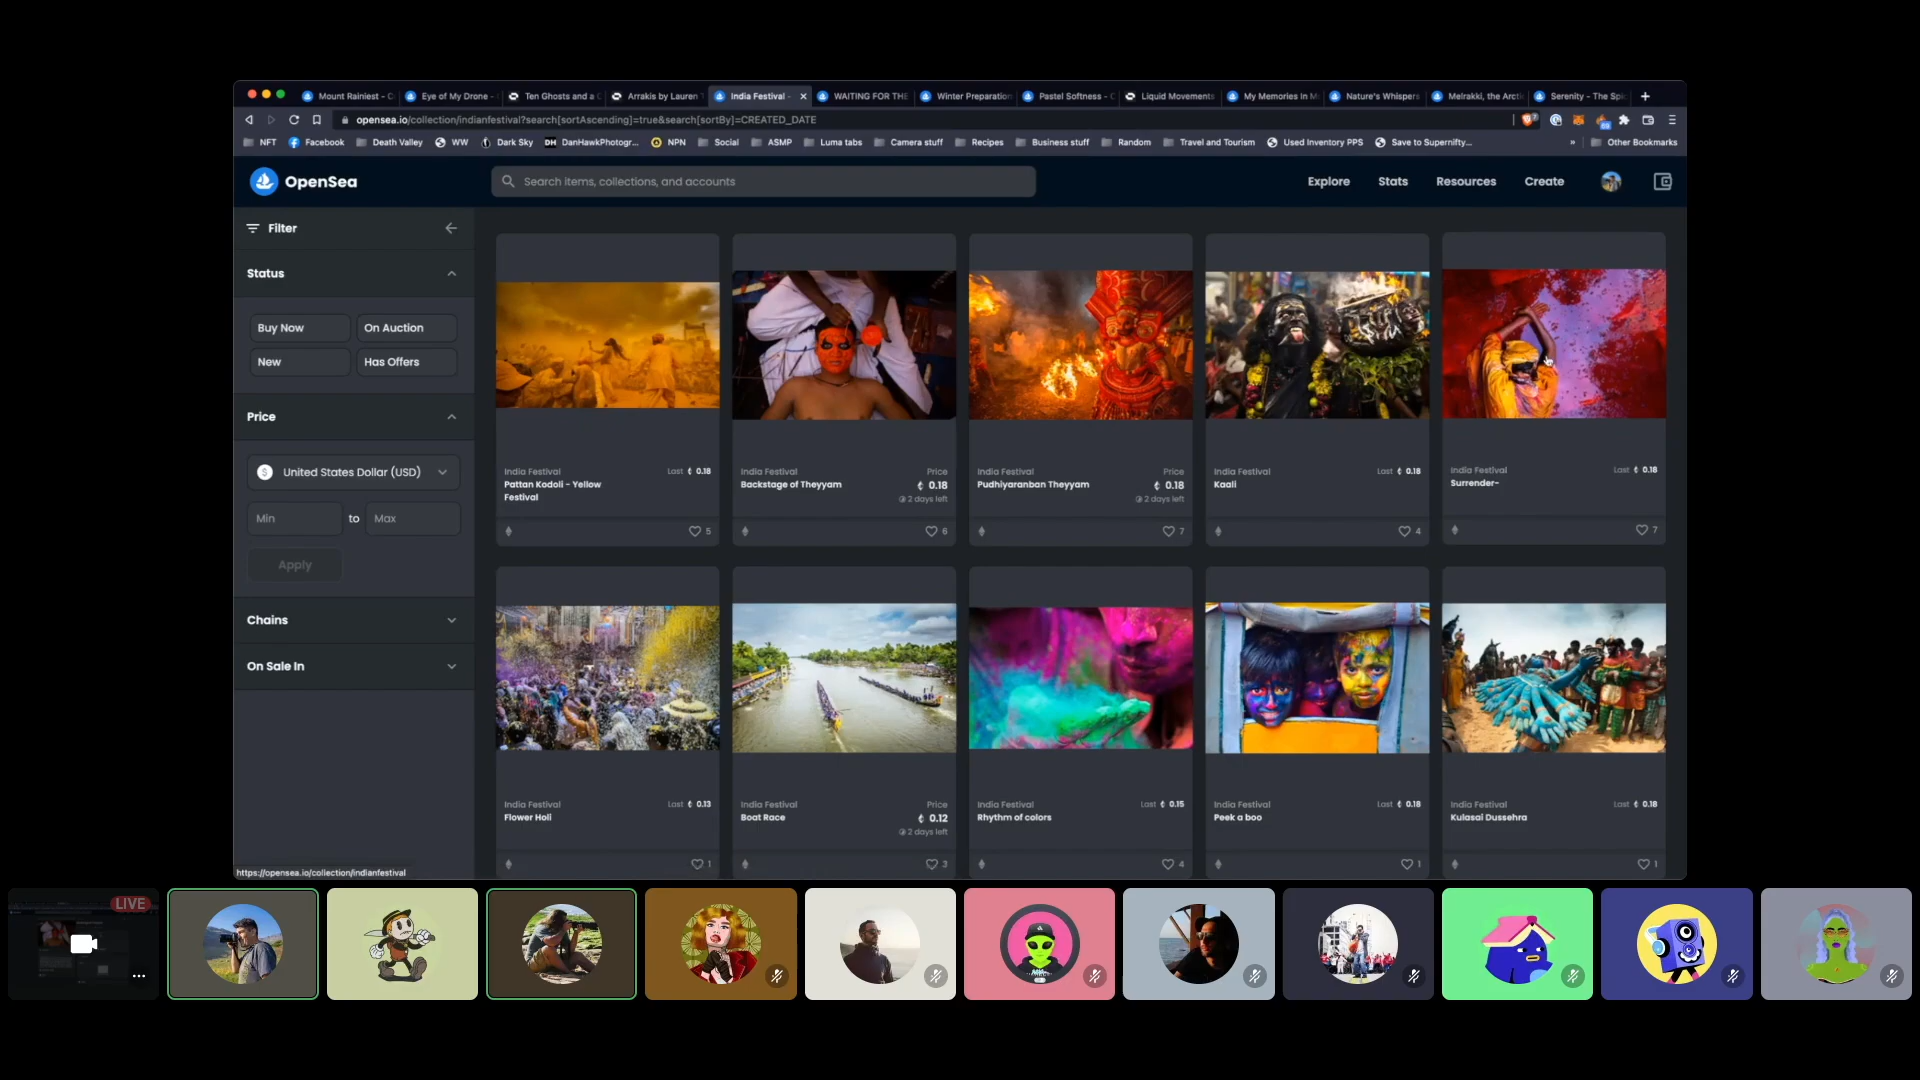 Mount Rainiest - C
Eye of My Drone -
Ten Ghosts and a C
Arrakis by Lauren T
India Festival -
WAITING FOR THE
Winter Preparation
Pastel Softness - C
Liquid Movements
My Memories In M
Nature's Whispers
Melrakki, the Arcti
Serenity - The Spi
opensea.io/collection/indianfestival?search[sortAscending]=true&search[sortBy]=CREATED_DATE
NFT
Facebook
Death Valley
WW
Dark Sky
DH DanHawkPhotogr...
NPN
Social
ASMP
Luma tabs
Camera stuff
Recipes
Business stuff
Random
Travel and Tourism
Used Inventory PPS
Save to Supernifty...
»
Other Bookmarks
OpenSea
Search items, collections, and accounts
Explore
Stats
Resources
Create
Filter
Status
Buy Now
On Auction
New
Has Offers
Price
United States Dollar (USD)
Min
to
Max
Apply
Chains
On Sale In
India Festival
Last 0.18
Pattan Kodoli - Yellow
Festival
5
India Festival
Price
Backstage of Theyyam
0.18
2 days left
6
India Festival
Price
Pudhiyaranban Theyyam
0.18
2 days left
7
India Festival
Last 0.18
Kaali
4
India Festival
Last 0.18
Surrender-
7
India Festival
Last 0.13
Flower Holi
1
India Festival
Price
Boat Race
0.12
2 days left
3
India Festival
Last 0.15
Rhythm of colors
4
India Festival
Last 0.18
Peek a boo
1
India Festival
Last 0.18
Kulasai Dussehra
1
https://opensea.io/collection/indianfestival
LIVE